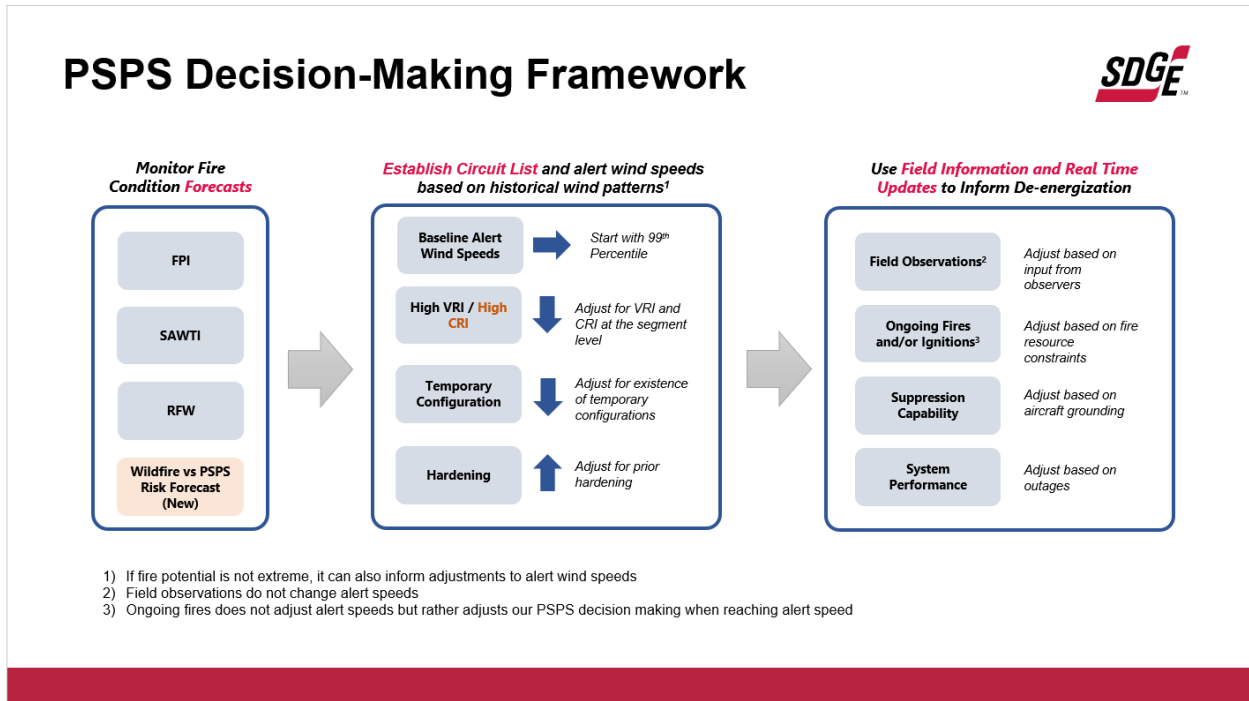 PSPS Decision-Making Framework
SDGE™
Monitor Fire
Condition Forecasts
FPI
SAWTI
RFW
Wildfire vs PSPS
Risk Forecast
(New)
Establish Circuit List and alert wind speeds
based on historical wind patterns¹
Baseline Alert
Wind Speeds
Start with 99th
Percentile
High VRI / High
CRI
Adjust for VRI and
CRI at the segment
level
Temporary
Configuration
Adjust for existence
of temporary
configurations
Hardening
Adjust for prior
hardening
Use Field Information and Real Time
Updates to Inform De-energization
Field Observations²
Adjust based on
input from
observers
Ongoing Fires
and/or Ignitions³
Adjust based on fire
resource
constraints
Suppression
Capability
Adjust based on
aircraft grounding
System
Performance
Adjust based on
outages
1) If fire potential is not extreme, it can also inform adjustments to alert wind speeds
2) Field observations do not change alert speeds
3) Ongoing fires does not adjust alert speeds but rather adjusts our PSPS decision making when reaching alert speed